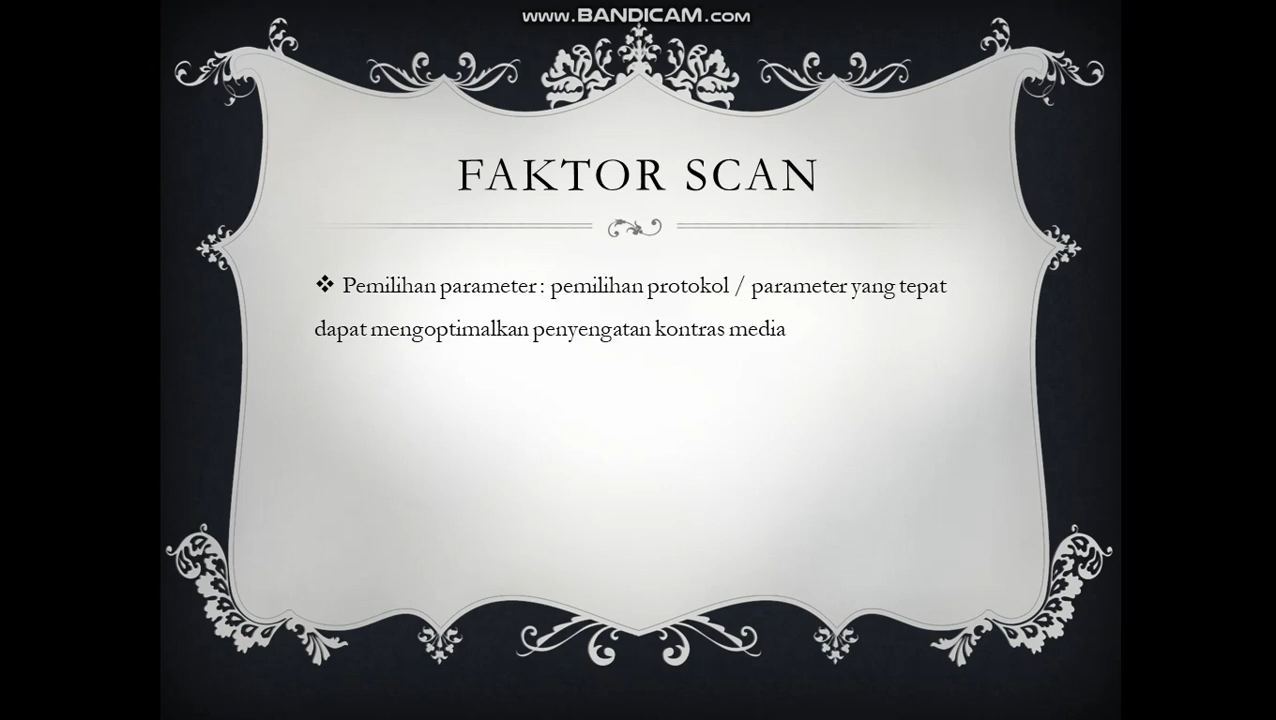 www.BANDICAM.com
FAKTOR SCAN
❖ Pemilihan parameter : pemilihan protokol / parameter yang tepat
dapat mengoptimalkan penyengatan kontras media